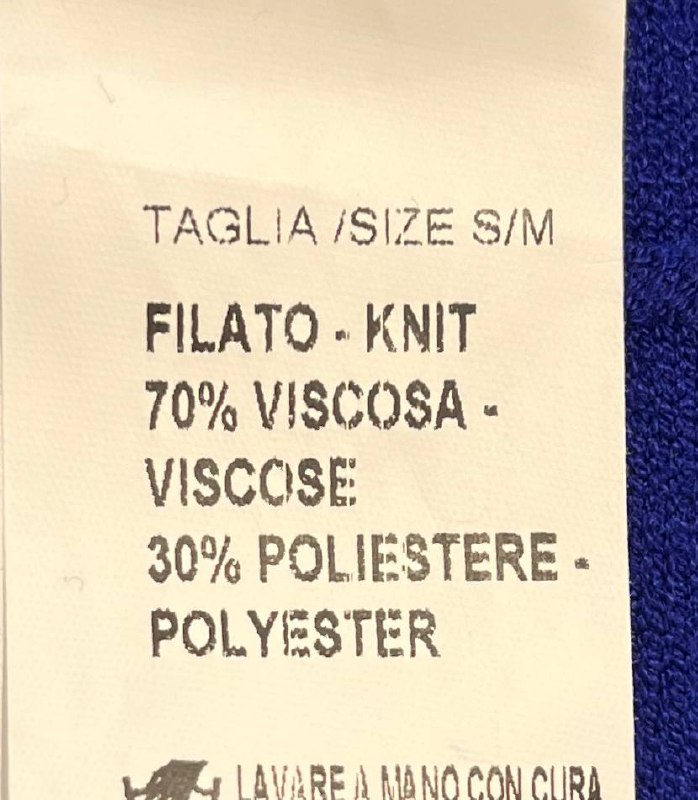 TAGLIA /SIZE S/M
FILATO - KNIT
70% VISCOSA -
VISCOSE
30% POLIESTERE -
POLYESTER
LAVARE A MANO CON CURA